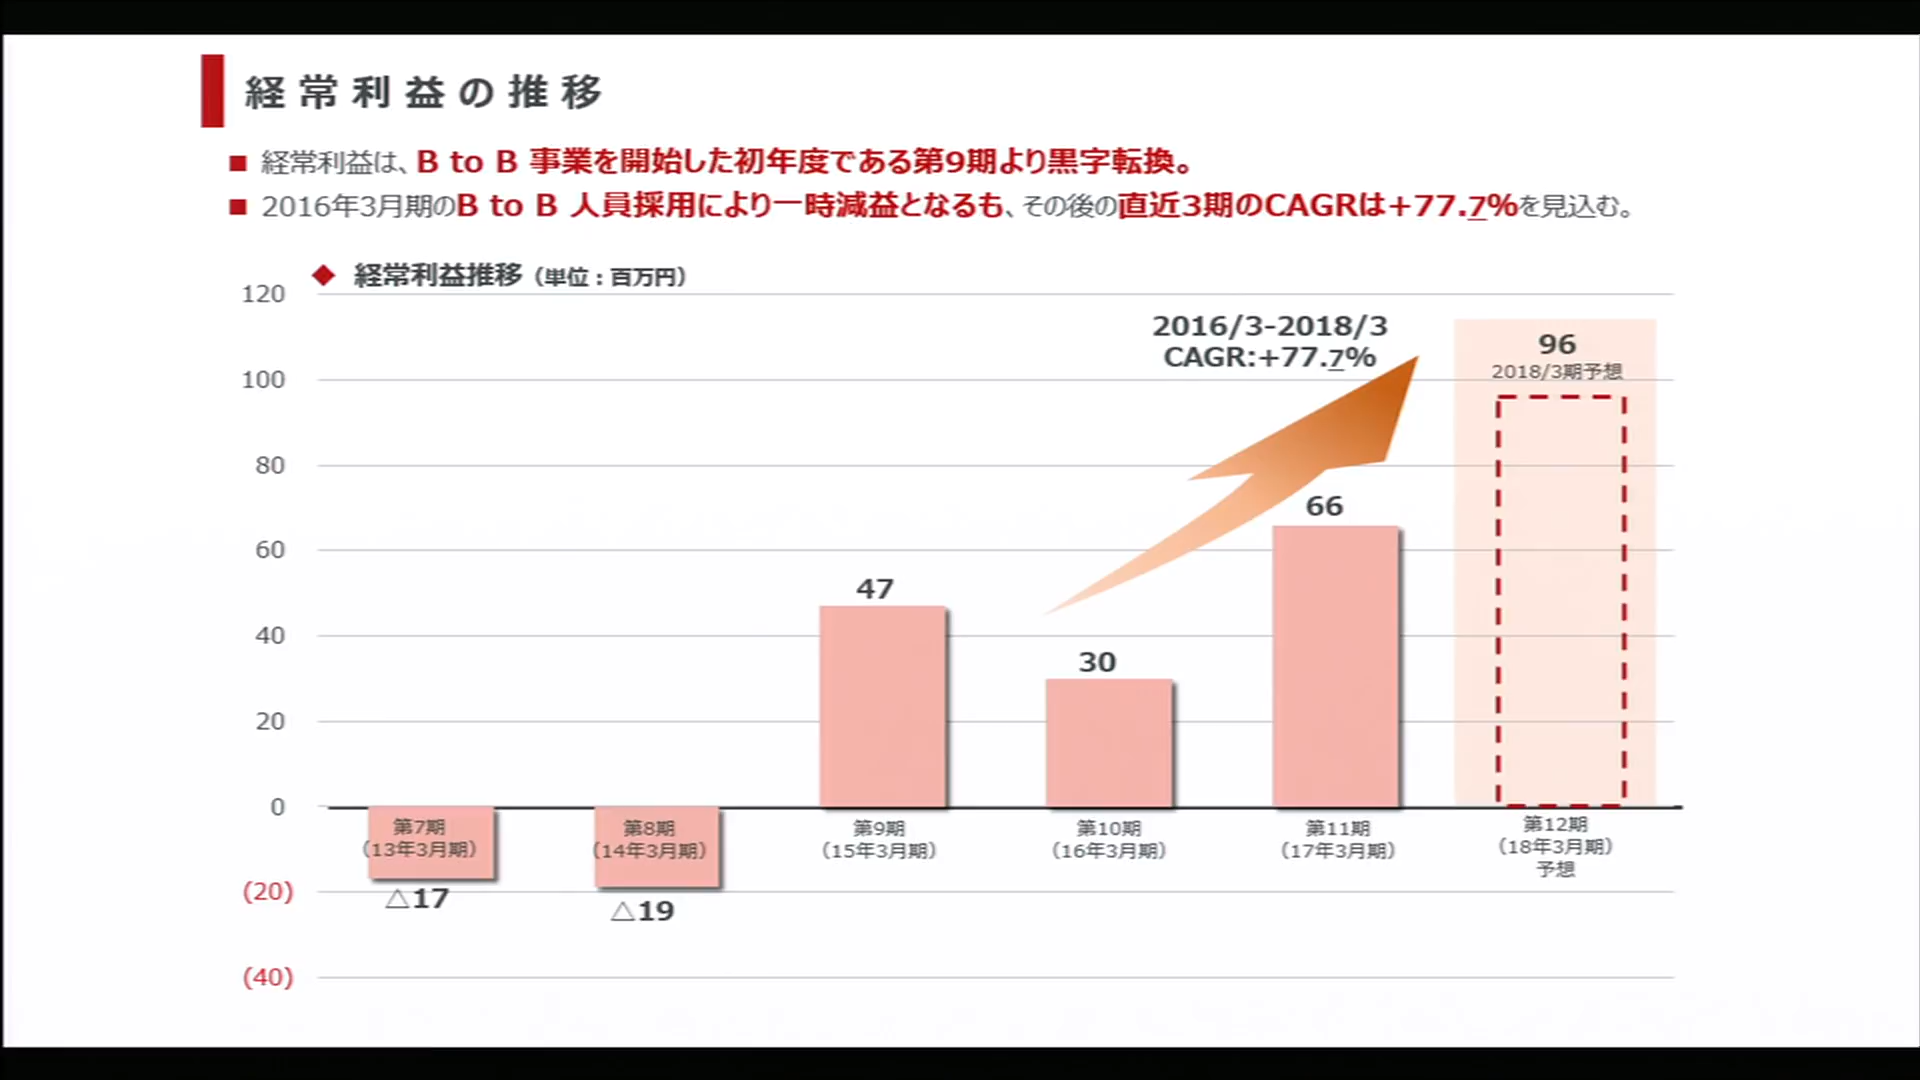 経常利益の推移
■ 経常利益は、B to B 事業を開始した初年度である第9期より黒字転換。
■ 2016年3月期のB to B 人員採用により一時減益となるも、その後の直近3期のCAGRは+77.7%を見込む。
◆ 経常利益推移（単位：百万円）
120
100
80
60
40
20
0
(20)
(40)
2016/3-2018/3
CAGR:+77.7%
96
2018/3期予想
66
47
30
第7期
（13年3月期）
△17
第8期
（14年3月期）
△19
第9期
（15年3月期）
第10期
（16年3月期）
第11期
（17年3月期）
第12期
（18年3月期）
予想